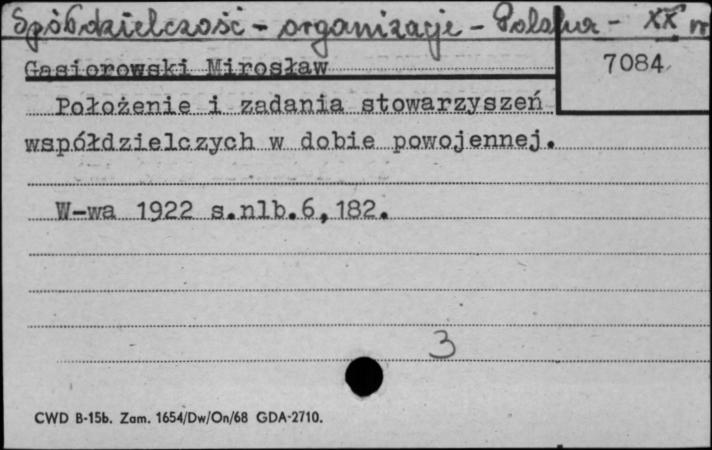 Spółdzielczość - organizacje - Polska - XX w
Gąsiorowski Mirosław
7084
Położenie i zadania stowarzyszeń
współdzielczych w dobie powojennej.
W-wa 1922 s.nlb.6,182.
3
CWD B-15b. Zam. 1654/Dw/On/68 GDA-2710.